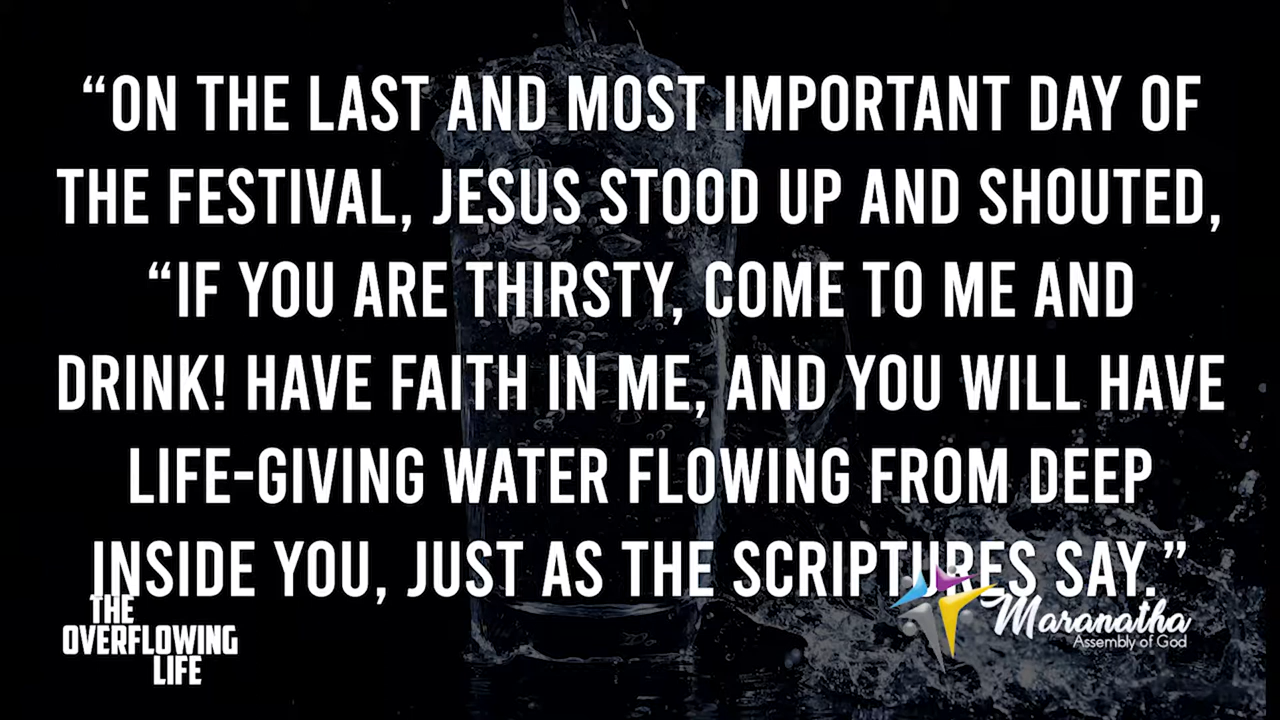 “ON THE LAST AND MOST IMPORTANT DAY OF
THE FESTIVAL, JESUS STOOD UP AND SHOUTED,
“IF YOU ARE THIRSTY, COME TO ME AND
DRINK! HAVE FAITH IN ME, AND YOU WILL HAVE
LIFE-GIVING WATER FLOWING FROM DEEP
INSIDE YOU, JUST AS THE SCRIPTURES SAY.”
THE
OVERFLOWING
LIFE
Maranatha
Assembly of God